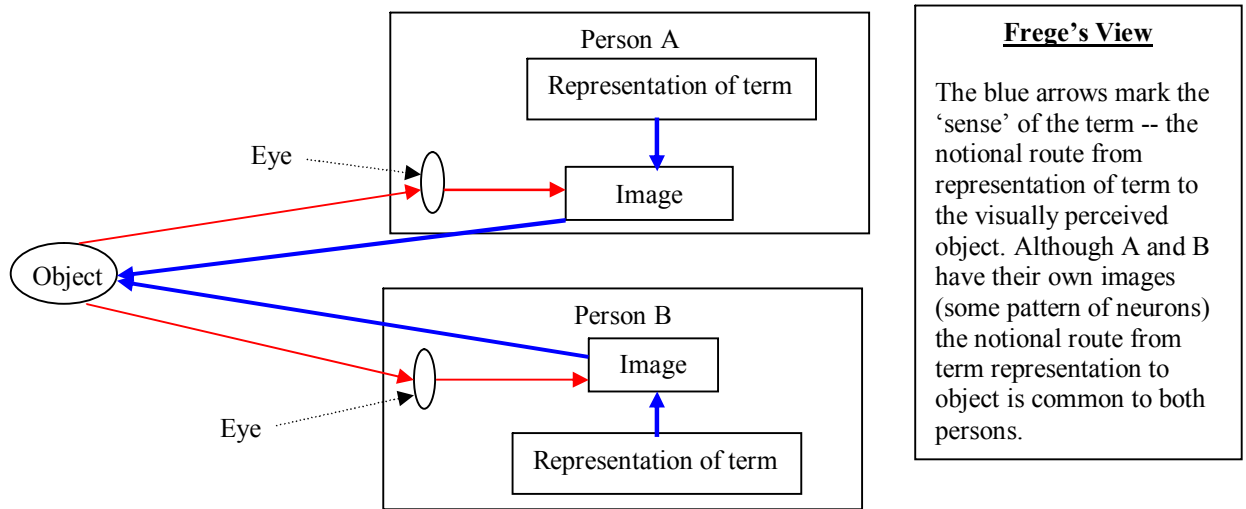 Person A
Representation of term
Eye
Image
Object
Person B
Image
Eye
Representation of term
Frege’s View
The blue arrows mark the
‘sense’ of the term -- the
notional route from
representation of term to
the visually perceived
object. Although A and B
have their own images
(some pattern of neurons)
the notional route from
term representation to
object is common to both
persons.